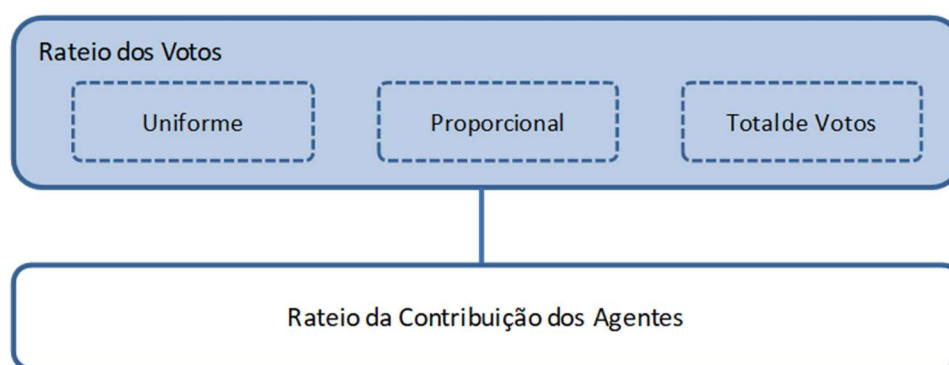 Rateio dos Votos
Uniforme
Proporcional
Totalde Votos
Rateio da Contribuição dos Agentes